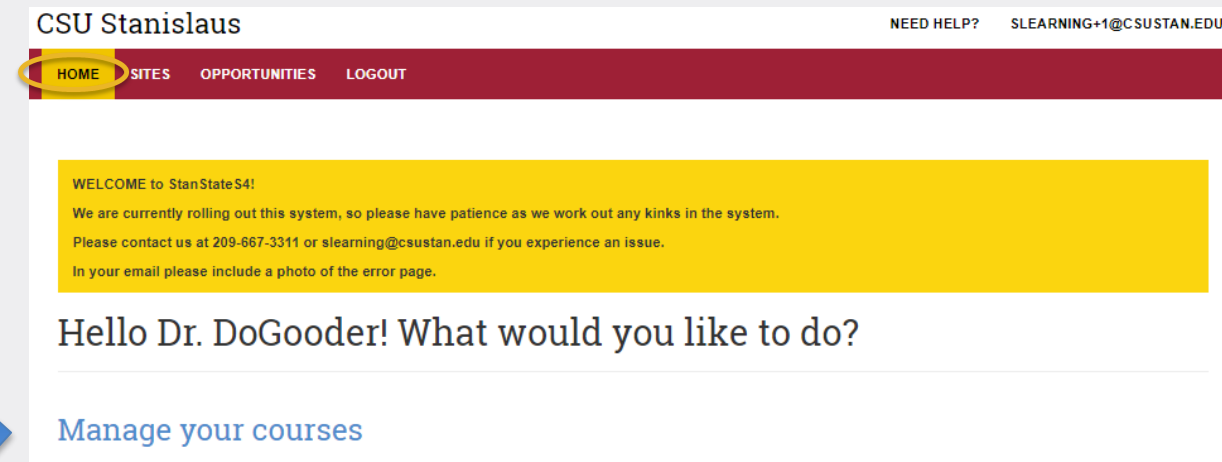 CSU Stanislaus
NEED HELP? SLEARNING+1@CSUSTAN.EDU
HOME SITES OPPORTUNITIES LOGOUT
WELCOME to StanStateS4!
We are currently rolling out this system, so please have patience as we work out any kinks in the system.
Please contact us at 209-667-3311 or slearning@csustan.edu if you experience an issue.
In your email please include a photo of the error page.
Hello Dr. DoGooder! What would you like to do?
Manage your courses